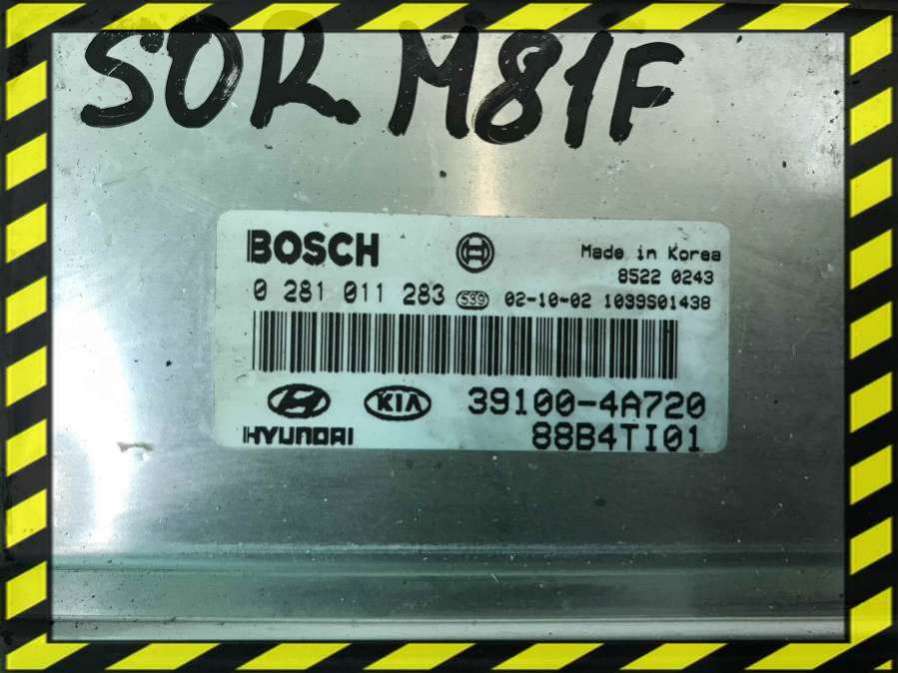 SOR M81F
BOSCH
Made in Korea
8522 0243
0 281 011 283 S39 02-10-02 1039S01438
KIA 39100-4A720
HYUNDAI 88B4TI01